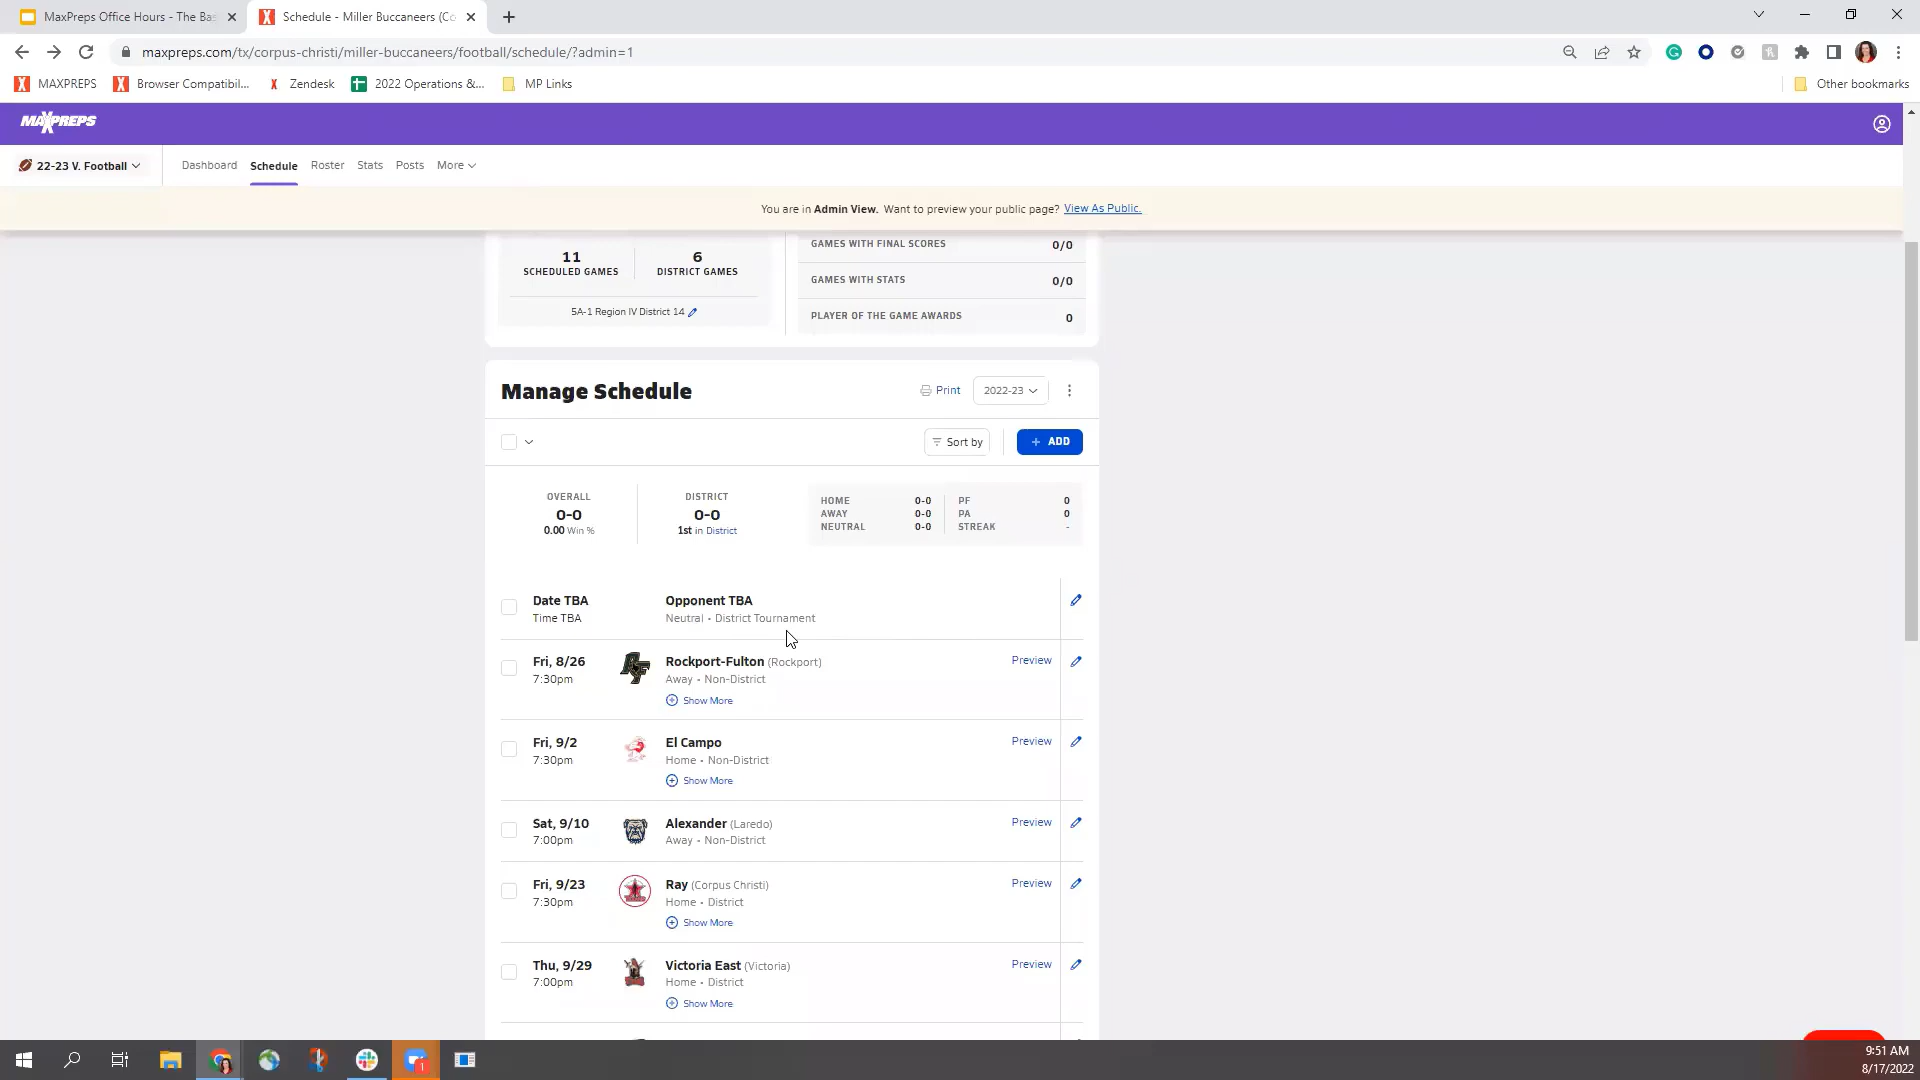 MaxPreps Office Hours - The Bas
Schedule - Miller Buccaneers (Co
maxpreps.com/tx/corpus-christi/miller-buccaneers/football/schedule/?admin=1
MAXPREPS
Browser Compatibil...
Zendesk
2022 Operations &...
MP Links
Other bookmarks
MAXPREPS
22-23 V. Football
Dashboard
Schedule
Roster
Stats
Posts
More
You are in Admin View. Want to preview your public page? View As Public.
11
SCHEDULED GAMES
6
DISTRICT GAMES
5A-1 Region IV District 14
GAMES WITH FINAL SCORES 0/0
GAMES WITH STATS 0/0
PLAYER OF THE GAME AWARDS 0
Manage Schedule
Print
2022-23
Sort by
+ ADD
OVERALL
0-0
0.00 Win %
DISTRICT
0-0
1st in District
HOME 0-0 PF 0
AWAY 0-0 PA 0
NEUTRAL 0-0 STREAK -
Date TBA
Time TBA
Opponent TBA
Neutral • District Tournament
Fri, 8/26
7:30pm
Rockport-Fulton (Rockport)
Away • Non-District
Show More
Preview
Fri, 9/2
7:30pm
El Campo
Home • Non-District
Show More
Preview
Sat, 9/10
7:00pm
Alexander (Laredo)
Away • Non-District
Preview
Fri, 9/23
7:30pm
Ray (Corpus Christi)
Home • District
Show More
Preview
Thu, 9/29
7:00pm
Victoria East (Victoria)
Home • District
Show More
Preview
1
9:51 AM
8/17/2022